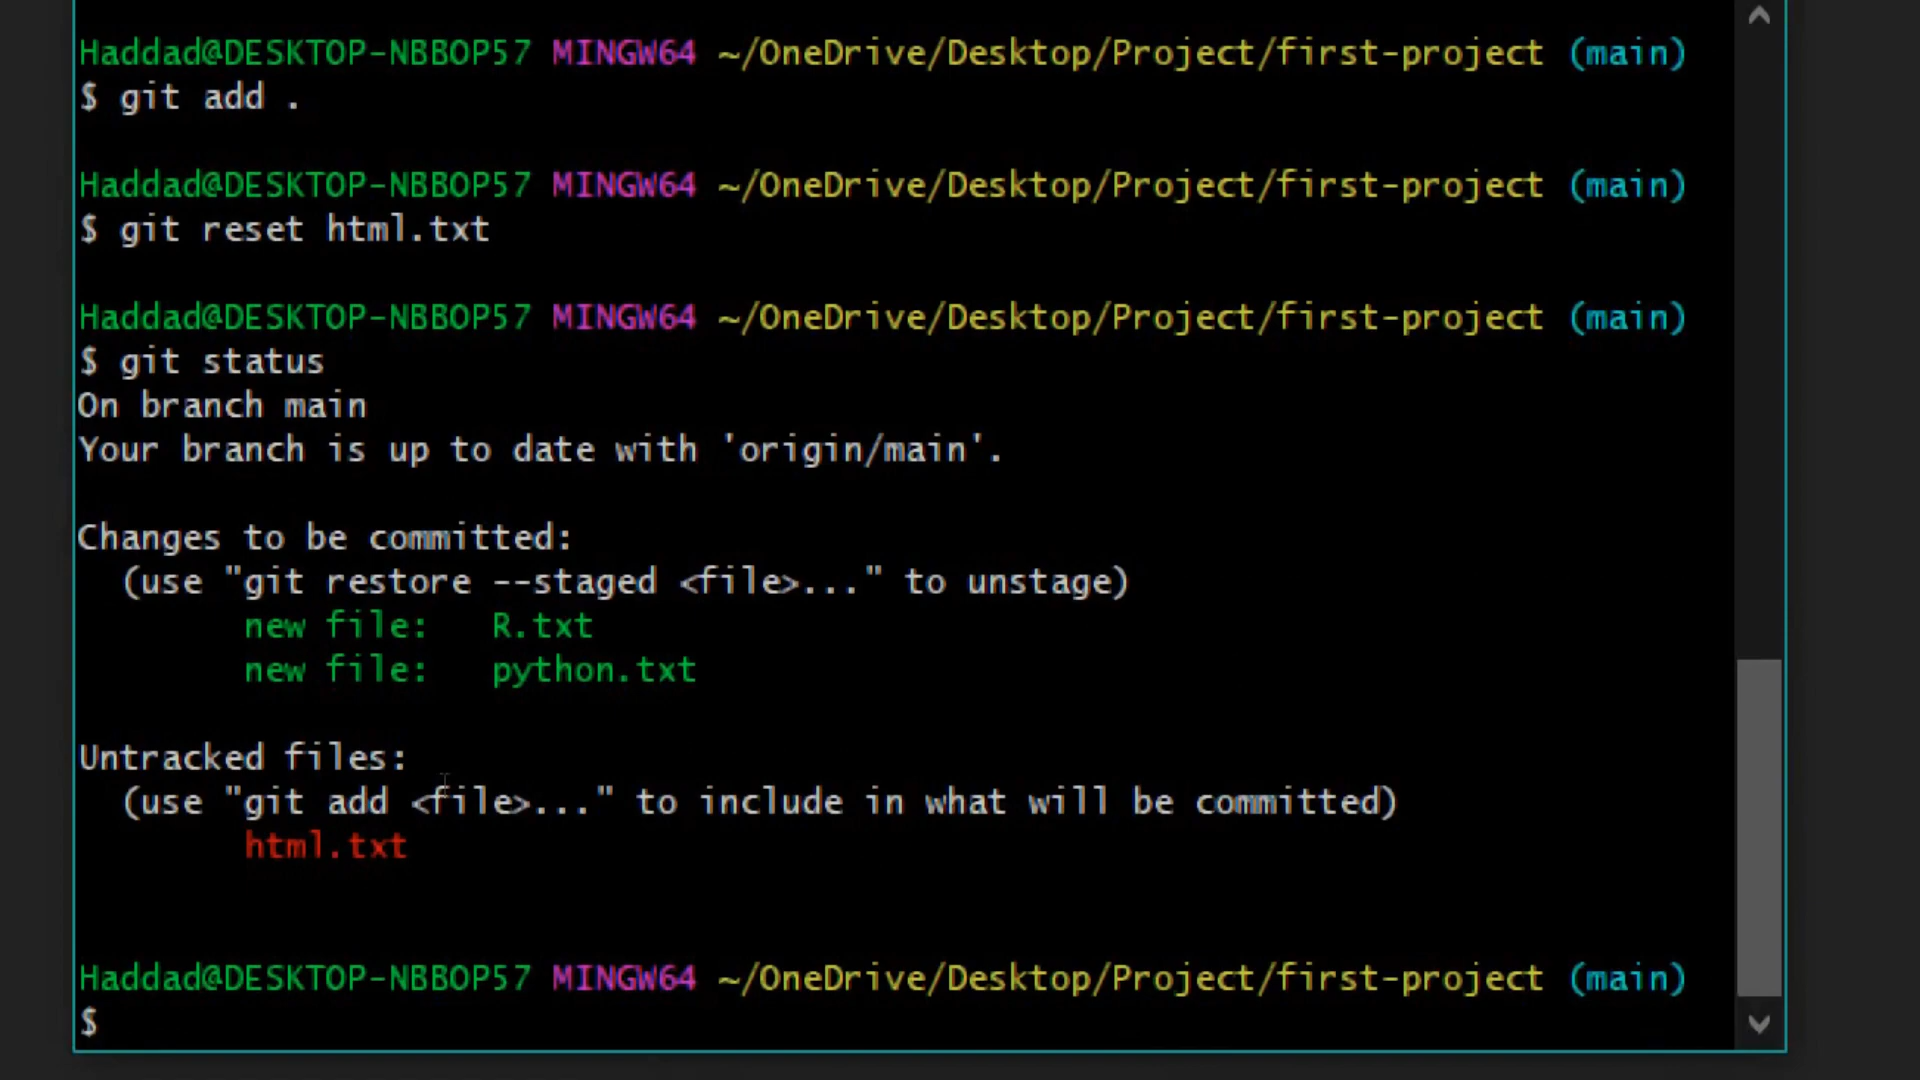 Haddad@DESKTOP-NBBOP57 MINGW64 ~/OneDrive/Desktop/Project/first-project (main)
$ git add .
Haddad@DESKTOP-NBBOP57 MINGW64 ~/OneDrive/Desktop/Project/first-project (main)
$ git reset html.txt
Haddad@DESKTOP-NBBOP57 MINGW64 ~/OneDrive/Desktop/Project/first-project (main)
$ git status
On branch main
Your branch is up to date with 'origin/main'.
Changes to be committed:
(use "git restore --staged <file>..." to unstage)
new file:   R.txt
new file:   python.txt
Untracked files:
(use "git add <file>..." to include in what will be committed)
html.txt
Haddad@DESKTOP-NBBOP57 MINGW64 ~/OneDrive/Desktop/Project/first-project (main)
$